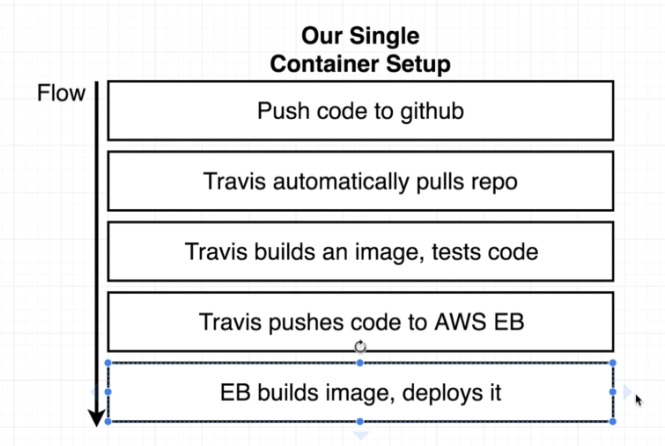 Our Single
Container Setup
Flow
Push code to github
Travis automatically pulls repo
Travis builds an image, tests code
Travis pushes code to AWS EB
EB builds image, deploys it